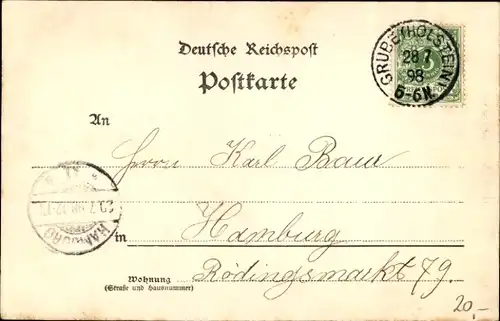 Deutsche Reichspost
Postkarte
GRUBE (HOLSTEIN)
28 7
98
5-6N.
An
Herrn Karl Baur
in Hamburg
HAMBURG
Wohnung Rödingsmarkt 79.
(Straße und Hausnummer)
20,-